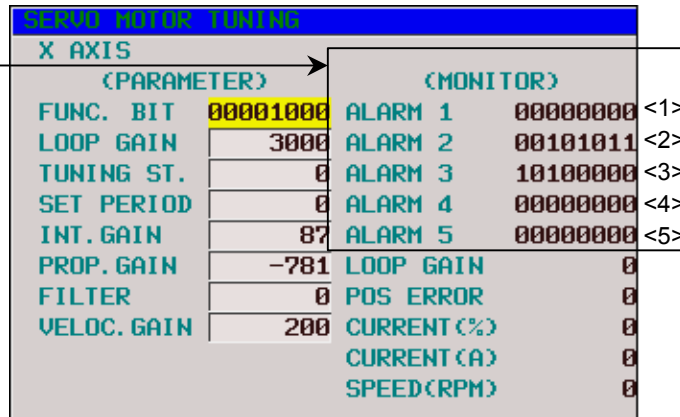 SERVO MOTOR TUNING
X AXIS
(PARAMETER) (MONITOR)
FUNC. BIT 00001000 ALARM 1 00000000 <1>
LOOP GAIN 3000 ALARM 2 00101011 <2>
TUNING ST. 0 ALARM 3 10100000 <3>
SET PERIOD 0 ALARM 4 00000000 <4>
INT.GAIN 87 ALARM 5 00000000 <5>
PROP.GAIN -781 LOOP GAIN 0
FILTER 0 POS ERROR 0
VELOC.GAIN 200 CURRENT(%) 0
CURRENT(A) 0
SPEED(RPM) 0